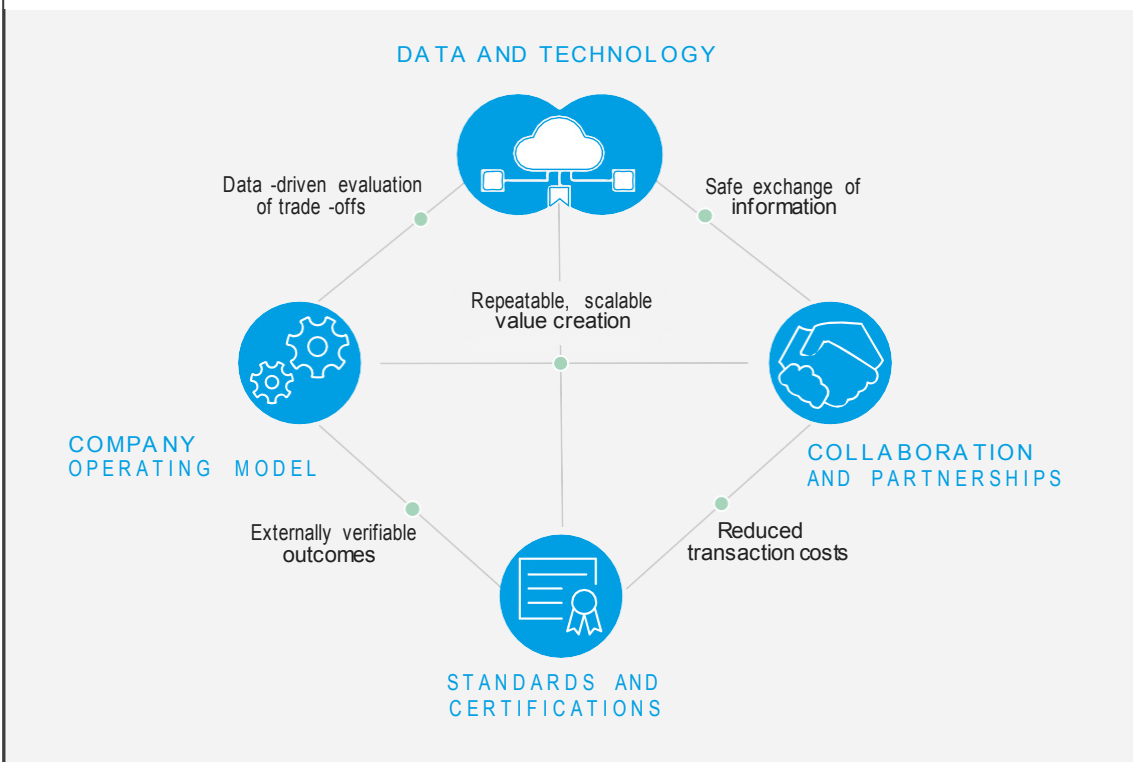 DATA AND TECHNOLOGY
Data -driven evaluation
of trade -offs
Safe exchange of
information
Repeatable, scalable
value creation
COMPANY
OPERATING MODEL
COLLABORATION
AND PARTNERSHIPS
Externally verifiable
outcomes
Reduced
transaction costs
STANDARDS AND
CERTIFICATIONS